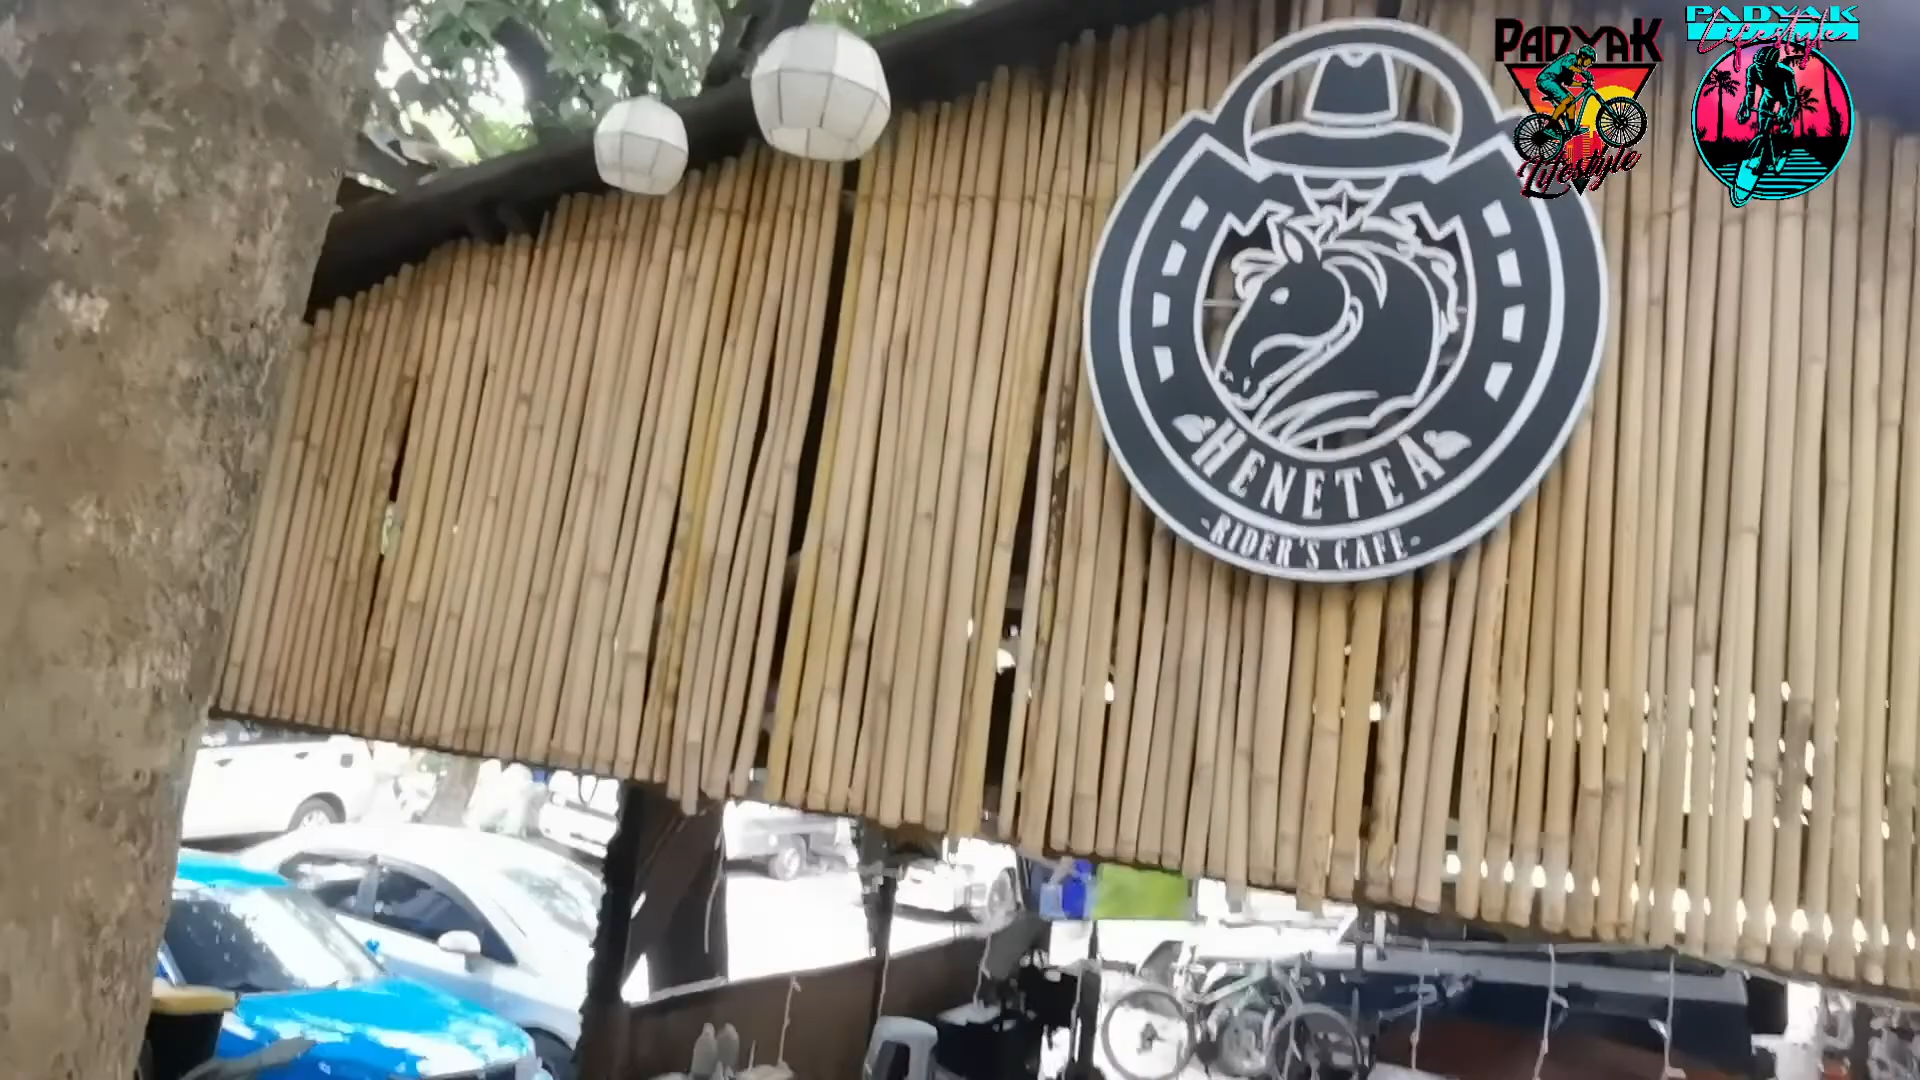 PADYAK
Lifestyle
PADYAK
Lifestyle
HENETEA
-RIDER'S CAFE-